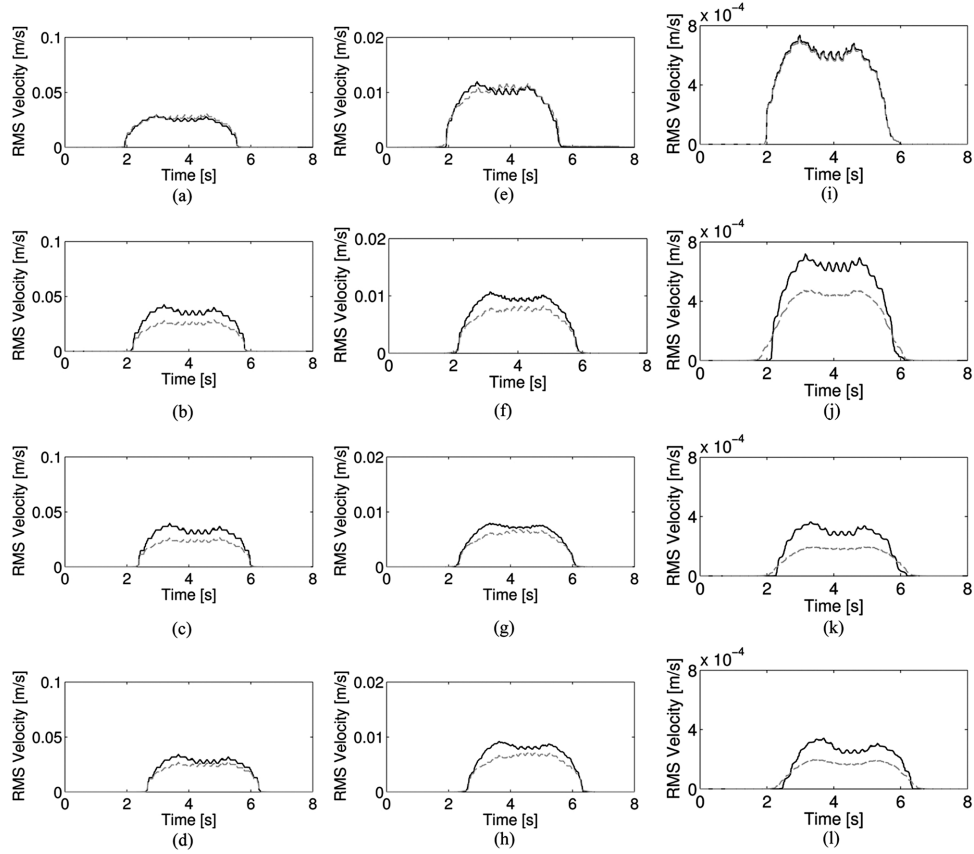 RMS Velocity [m/s]
0.1
0.05
0
0 2 4 6 8
Time [s]
(a)
RMS Velocity [m/s]
0.02
0.01
0
0 2 4 6 8
Time [s]
(e)
RMS Velocity [m/s]
x 10⁻⁴
8
4
0
0 2 4 6 8
Time [s]
(i)
RMS Velocity [m/s]
0.1
0.05
0
0 2 4 6 8
Time [s]
(b)
RMS Velocity [m/s]
0.02
0.01
0
0 2 4 6 8
Time [s]
(f)
RMS Velocity [m/s]
x 10⁻⁴
8
4
0
0 2 4 6 8
Time [s]
(j)
RMS Velocity [m/s]
0.1
0.05
0
0 2 4 6 8
Time [s]
(c)
RMS Velocity [m/s]
0.02
0.01
0
0 2 4 6 8
Time [s]
(g)
RMS Velocity [m/s]
x 10⁻⁴
8
4
0
0 2 4 6 8
Time [s]
(k)
RMS Velocity [m/s]
0.1
0.05
0
0 2 4 6 8
Time [s]
(d)
RMS Velocity [m/s]
0.02
0.01
0
0 2 4 6 8
Time [s]
(h)
RMS Velocity [m/s]
x 10⁻⁴
8
4
0
0 2 4 6 8
Time [s]
(l)